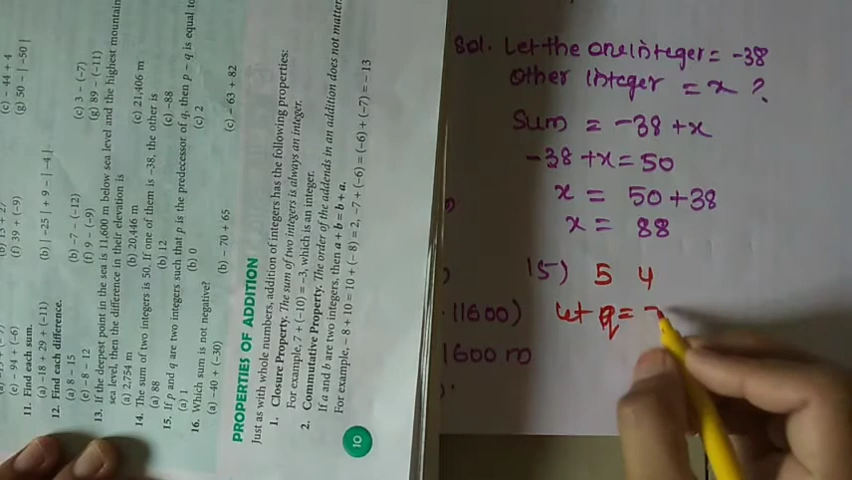 (c) - 44 + 4
(g) 50 - | -50 |
(f) 39 + (-9)
(e) - 94 + (-6)
11. Find each sum.
(a) - 18 + 29 + (-11)
(b) | -25 | + 9 - | -4 |
12. Find each difference.
(a) 8 - 15
(b) -7 - (-12)
(c) 3 - (-7)
(e) -8 - 12
(f) 9 - (-9)
(g) 89 - (-11)
13. If the deepest point in the sea is 11,600 m below sea level and the highest mountain
sea level, then the difference in their elevation is
(a) 2,754 m
(b) 20,446 m
(c) 21,406 m
14. The sum of two integers is 50. If one of them is -38, the other is
(a) 88
(b) 12
(c) -88
15. If p and q are two integers such that p is the predecessor of q, then p - q is equal to
(a) 1
(b) 0
(c) 2
16. Which sum is not negative?
(a) -40 + (-30)
(b) - 70 + 65
(c) - 63 + 82
PROPERTIES OF ADDITION
Just as with whole numbers, addition of integers has the following properties:
1. Closure Property. The sum of two integers is always an integer.
For example, 7 + (-10) = -3, which is an integer.
2. Commutative Property. The order of the addends in an addition does not matter.
If a and b are two integers, then a + b = b + a.
For example, - 8 + 10 = 10 + (- 8) = 2, -7 + (-6) = (-6) + (-7) = - 13
10
Sol. Let the one integer = -38
Other integer = x ?
Sum = -38 + x
-38 + x = 50
x = 50 + 38
x = 88
15) 5 4
Let q =
11600)
1600 m